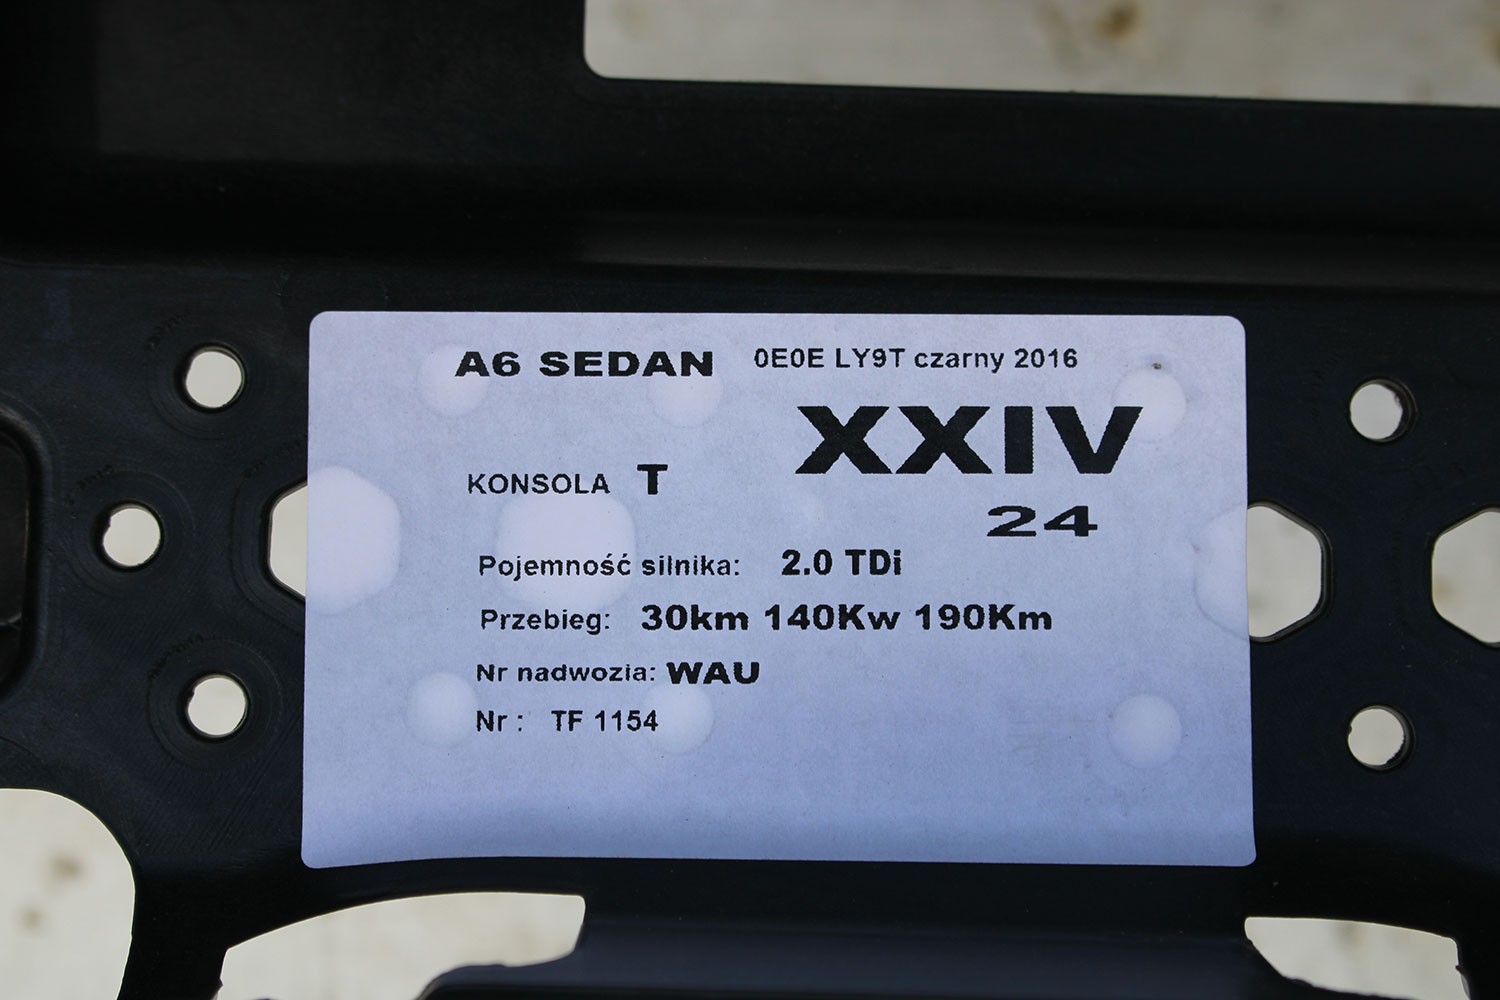 A6 SEDAN 0E0E LY9T czarny 2016
XXIV
KONSOLA T
24
Pojemność silnika: 2.0 TDi
Przebieg: 30km 140Kw 190Km
Nr nadwozia: WAU
Nr : TF 1154